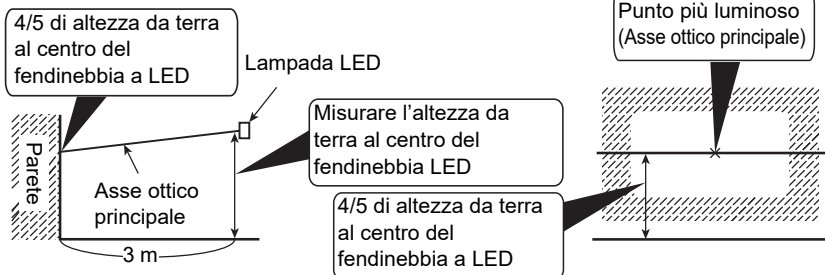 4/5 di altezza da terra
al centro del
fendinebbia a LED
Lampada LED
Misurare l'altezza da
terra al centro del
fendinebbia LED
Parete
Asse ottico
principale
3 m
Punto più luminoso
(Asse ottico principale)
4/5 di altezza da terra
al centro del
fendinebbia a LED